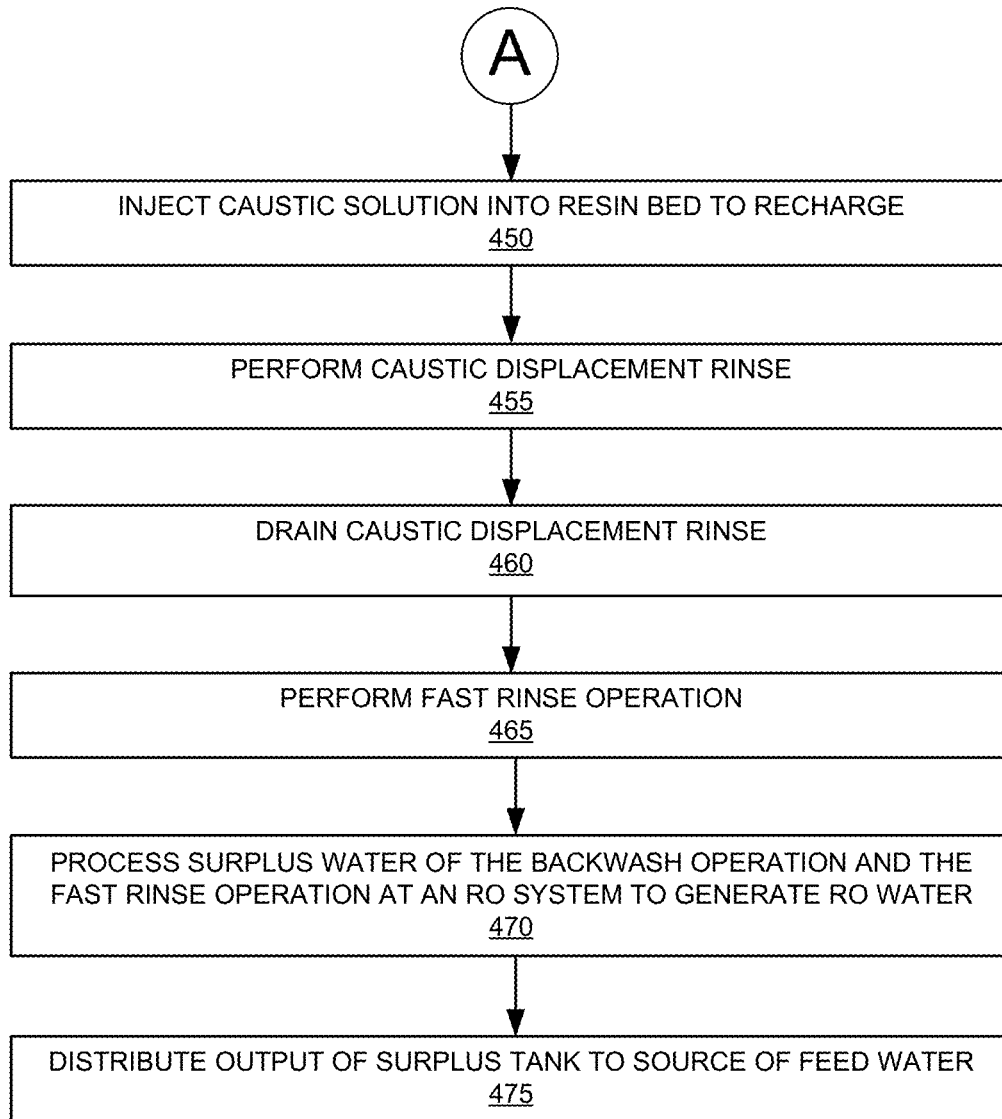 A
INJECT CAUSTIC SOLUTION INTO RESIN BED TO RECHARGE
450
PERFORM CAUSTIC DISPLACEMENT RINSE
455
DRAIN CAUSTIC DISPLACEMENT RINSE
460
PERFORM FAST RINSE OPERATION
465
PROCESS SURPLUS WATER OF THE BACKWASH OPERATION AND THE
FAST RINSE OPERATION AT AN RO SYSTEM TO GENERATE RO WATER
470
DISTRIBUTE OUTPUT OF SURPLUS TANK TO SOURCE OF FEED WATER
475